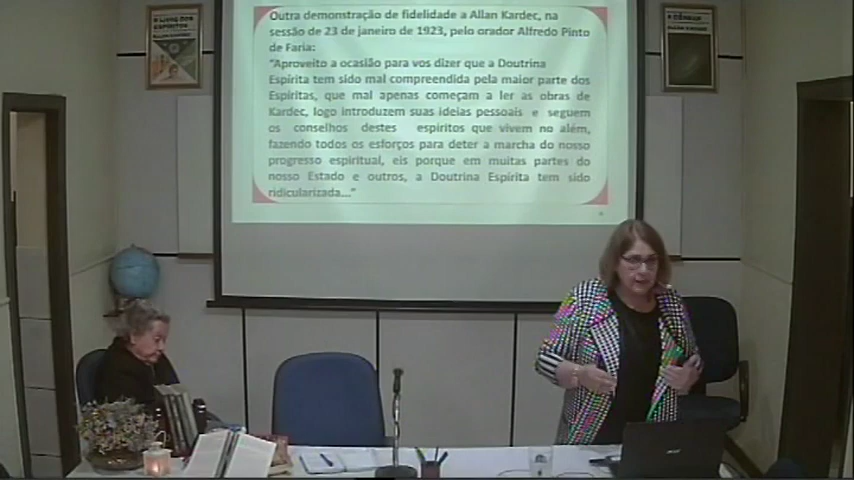 O LIVRO DOS
ESPÍRITOS
A GÊNESE
Outra demonstração de fidelidade a Allan Kardec, na
sessão de 23 de janeiro de 1923, pelo orador Alfredo Pinto
de Faria:
"Aproveito a ocasião para vos dizer que a Doutrina
Espírita tem sido mal compreendida pela maior parte dos
Espíritas, que mal apenas começam a ler as obras de
Kardec, logo introduzem suas ideias pessoais e seguem
os conselhos destes espíritos que vivem no além,
fazendo todos os esforços para deter a marcha do nosso
progresso espiritual, eis porque em muitas partes do
nosso Estado e outros, a Doutrina Espírita tem sido
ridicularizada..."